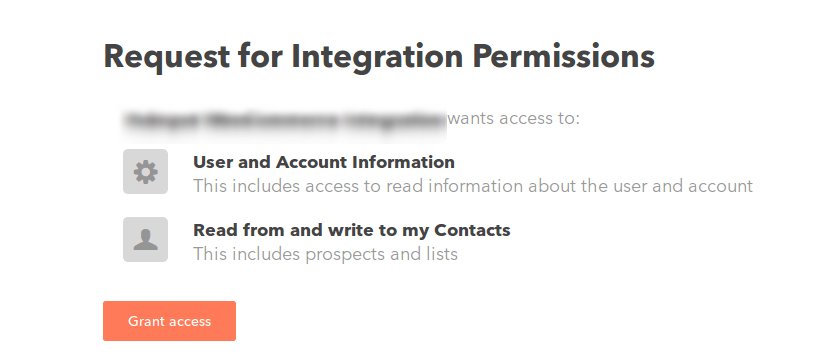 Request for Integration Permissions
wants access to:
User and Account Information
This includes access to read information about the user and account
Read from and write to my Contacts
This includes prospects and lists
Grant access